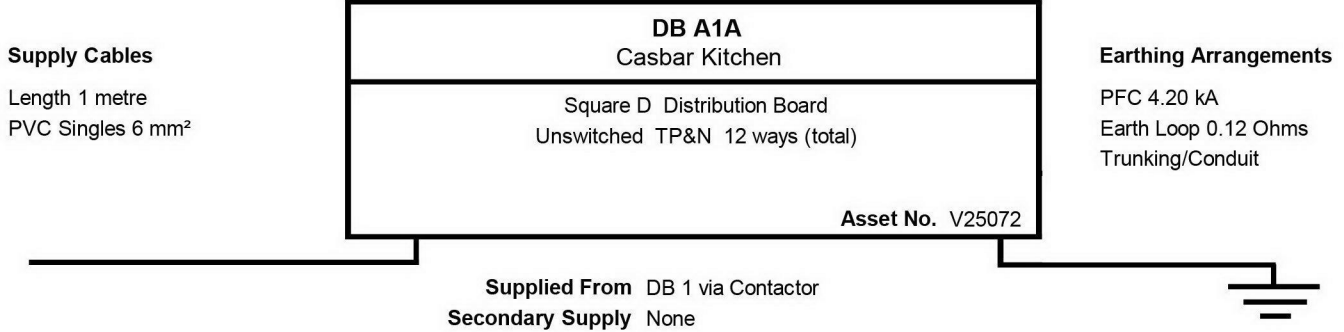 DB A1A
Casbar Kitchen
Supply Cables
Length 1 metre
PVC Singles 6 mm²
Square D Distribution Board
Unswitched TP&N 12 ways (total)
Asset No. V25072
Earthing Arrangements
PFC 4.20 kA
Earth Loop 0.12 Ohms
Trunking/Conduit
Supplied From DB 1 via Contactor
Secondary Supply None